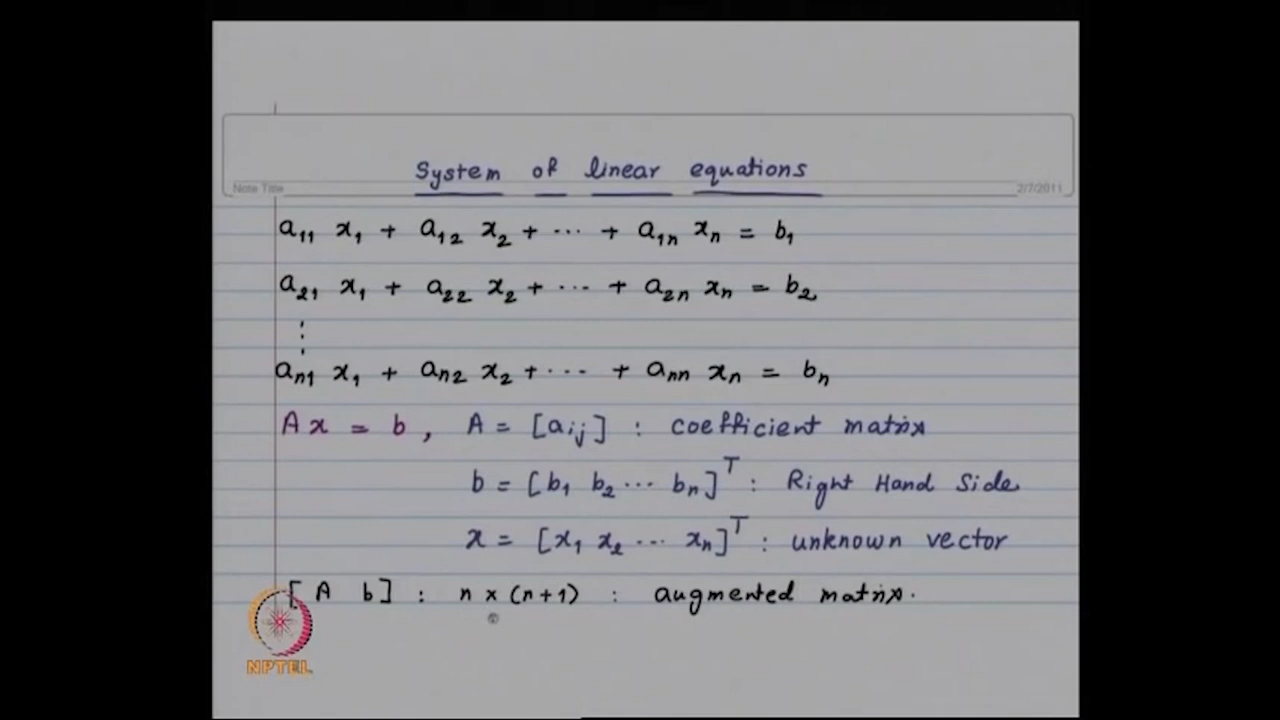 System of linear equations
Note Title 2/7/2011
a₁₁ x₁ + a₁₂ x₂ + ⋯ + a₁ₙ xₙ = b₁
a₂₁ x₁ + a₂₂ x₂ + ⋯ + a₂ₙ xₙ = b₂
⋮
aₙ₁ x₁ + aₙ₂ x₂ + ⋯ + aₙₙ xₙ = bₙ
Ax = b, A = [aᵢⱼ] : coefficient matrix
b = [b₁ b₂ ⋯ bₙ]ᵀ : Right Hand Side
x = [x₁ x₂ ⋯ xₙ]ᵀ : unknown vector
[A b] : n × (n+1) : augmented matrix.
NPTEL